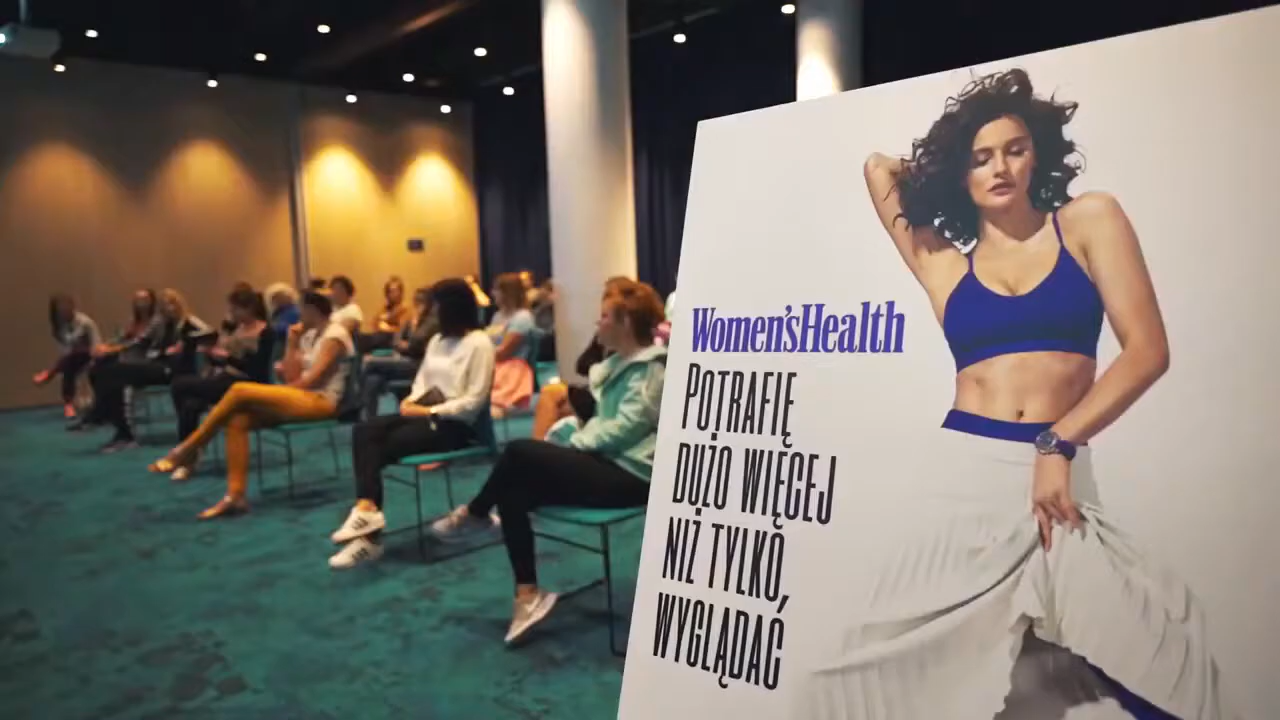 Women'sHealth
POTRAFIĘ
DUŻO WIĘCEJ
NIŻ TYLKO,
WYGLĄDAĆ